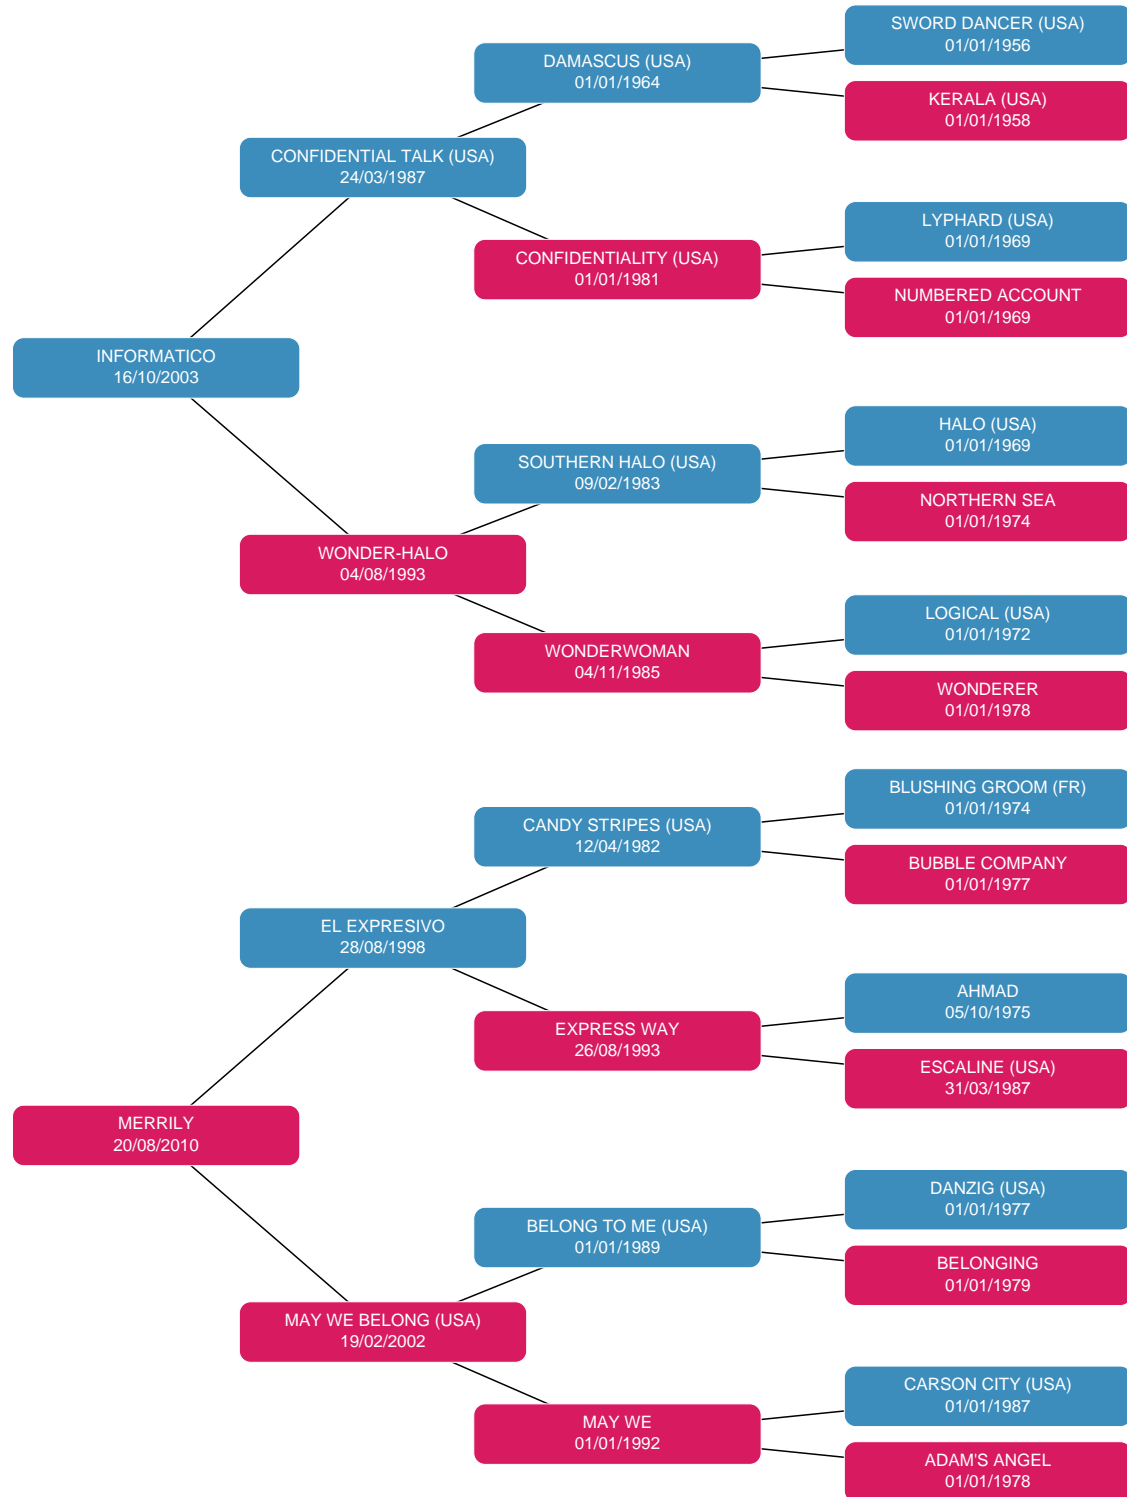 SWORD DANCER (USA)
01/01/1956
DAMASCUS (USA)
01/01/1964
KERALA (USA)
01/01/1958
CONFIDENTIAL TALK (USA)
24/03/1987
LYPHARD (USA)
01/01/1969
CONFIDENTIALITY (USA)
01/01/1981
NUMBERED ACCOUNT
01/01/1969
INFORMATICO
16/10/2003
HALO (USA)
01/01/1969
SOUTHERN HALO (USA)
09/02/1983
NORTHERN SEA
01/01/1974
WONDER-HALO
04/08/1993
LOGICAL (USA)
01/01/1972
WONDERWOMAN
04/11/1985
WONDERER
01/01/1978
BLUSHING GROOM (FR)
01/01/1974
CANDY STRIPES (USA)
12/04/1982
BUBBLE COMPANY
01/01/1977
EL EXPRESIVO
28/08/1998
AHMAD
05/10/1975
EXPRESS WAY
26/08/1993
ESCALINE (USA)
31/03/1987
MERRILY
20/08/2010
DANZIG (USA)
01/01/1977
BELONG TO ME (USA)
01/01/1989
BELONGING
01/01/1979
MAY WE BELONG (USA)
19/02/2002
CARSON CITY (USA)
01/01/1987
MAY WE
01/01/1992
ADAM'S ANGEL
01/01/1978